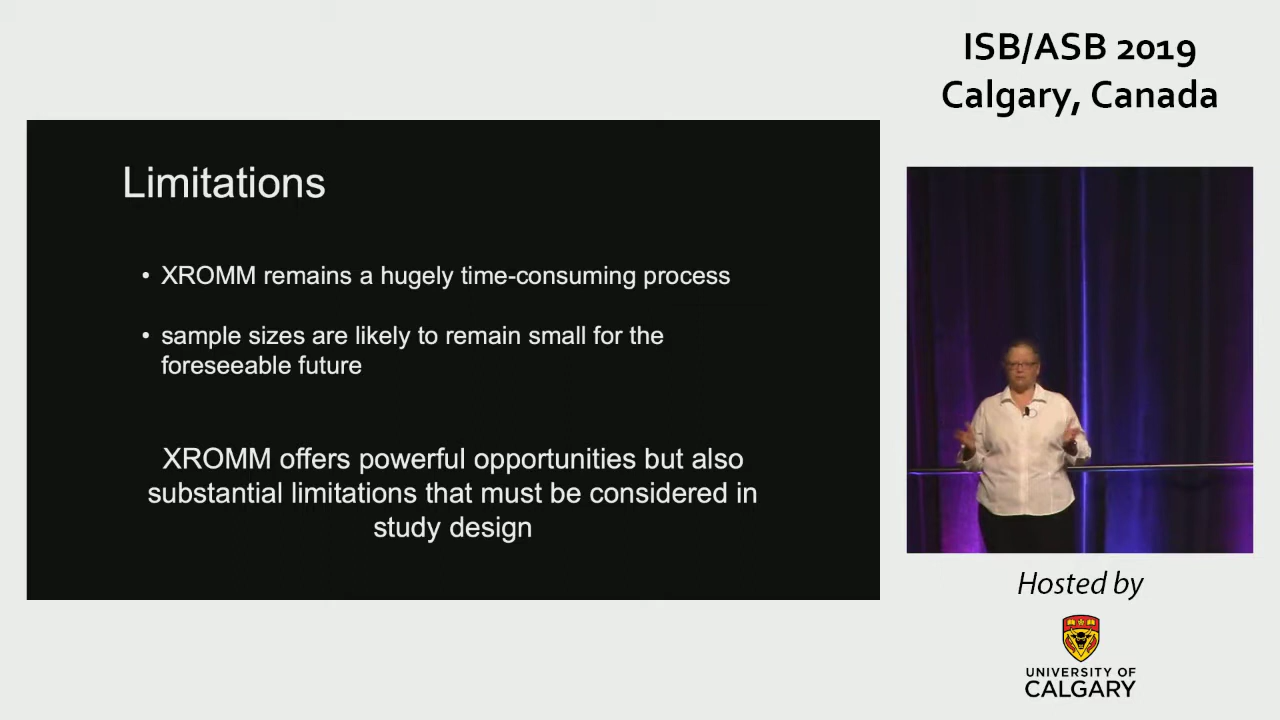 ISB/ASB 2019
Calgary, Canada
Limitations
• XROMM remains a hugely time-consuming process
• sample sizes are likely to remain small for the
foreseeable future
XROMM offers powerful opportunities but also
substantial limitations that must be considered in
study design
Hosted by
UNIVERSITY OF
CALGARY